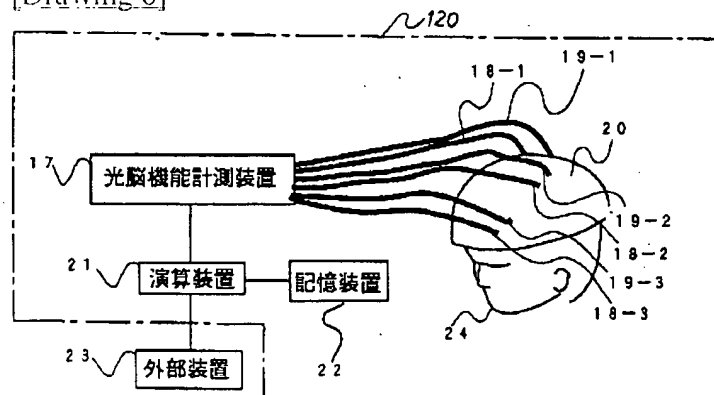 [Drawing 6]
120
19-1
18-1
20
17
光脳機能計測装置
19-2
18-2
21
演算装置
記憶装置
19-3
18-3
24
23
外部装置
22